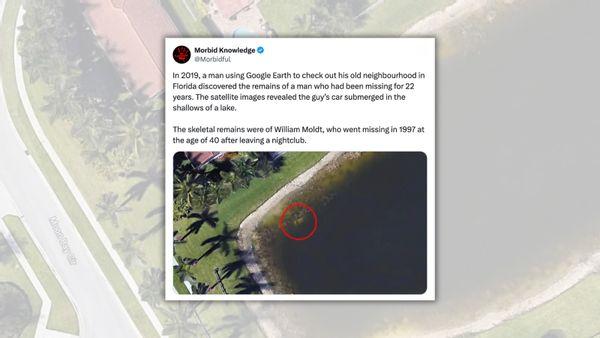 Morbid Knowledge
@Morbidful
In 2019, a man using Google Earth to check out his old neighbourhood in
Florida discovered the remains of a man who had been missing for 22
years. The satellite images revealed the guy's car submerged in the
shallows of a lake.
The skeletal remains were of William Moldt, who went missing in 1997 at
the age of 40 after leaving a nightclub.
Moon Bay Cir